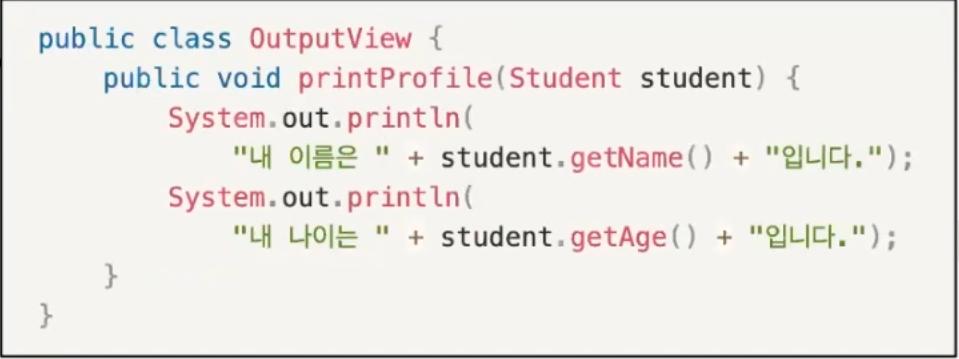 public class OutputView {
    public void printProfile(Student student) {
        System.out.println(
            "내 이름은 " + student.getName() + "입니다.");
        System.out.println(
            "내 나이는 " + student.getAge() + "입니다.");
    }
}